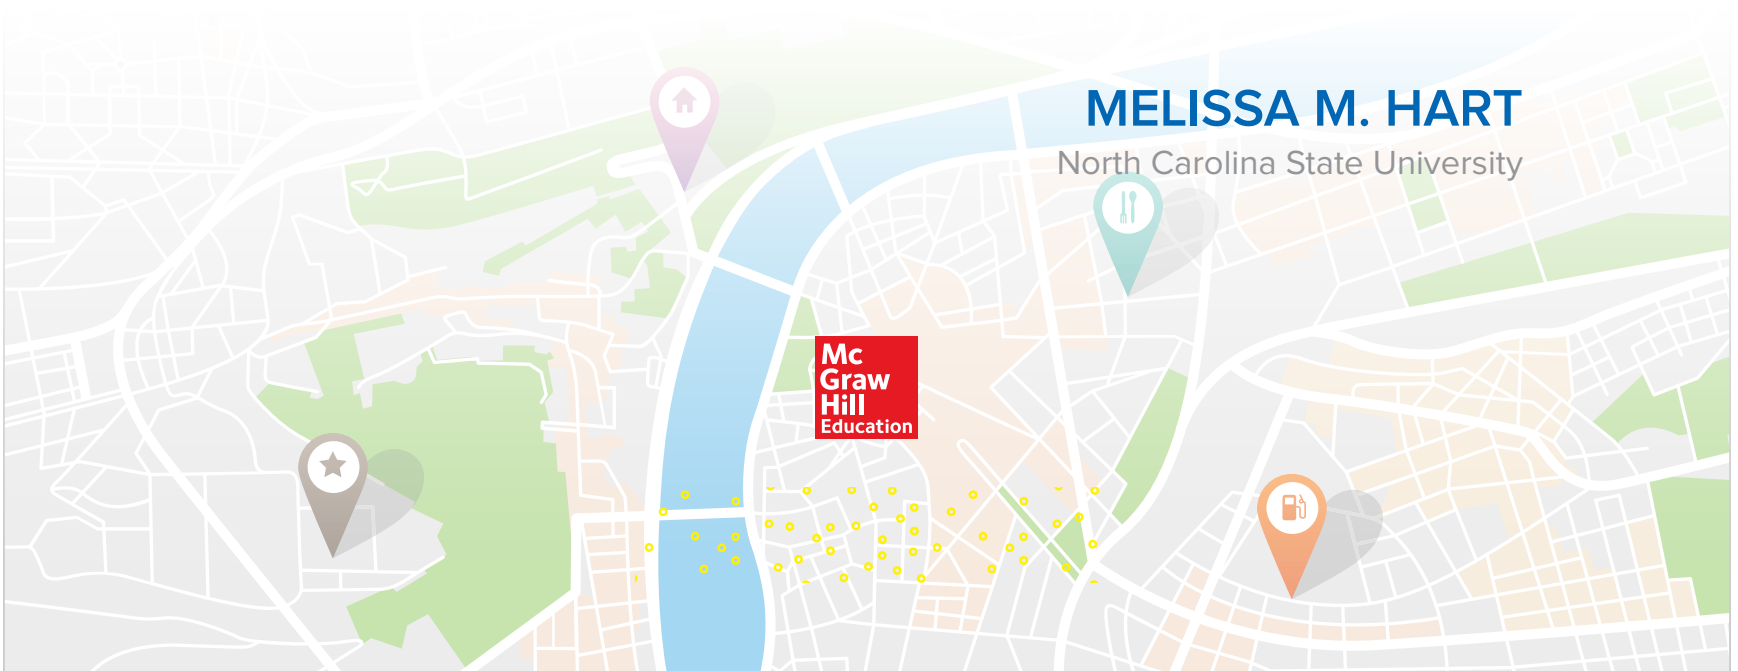 MELISSA M. HART
North Carolina State University
Mc
Graw
Hill
Education